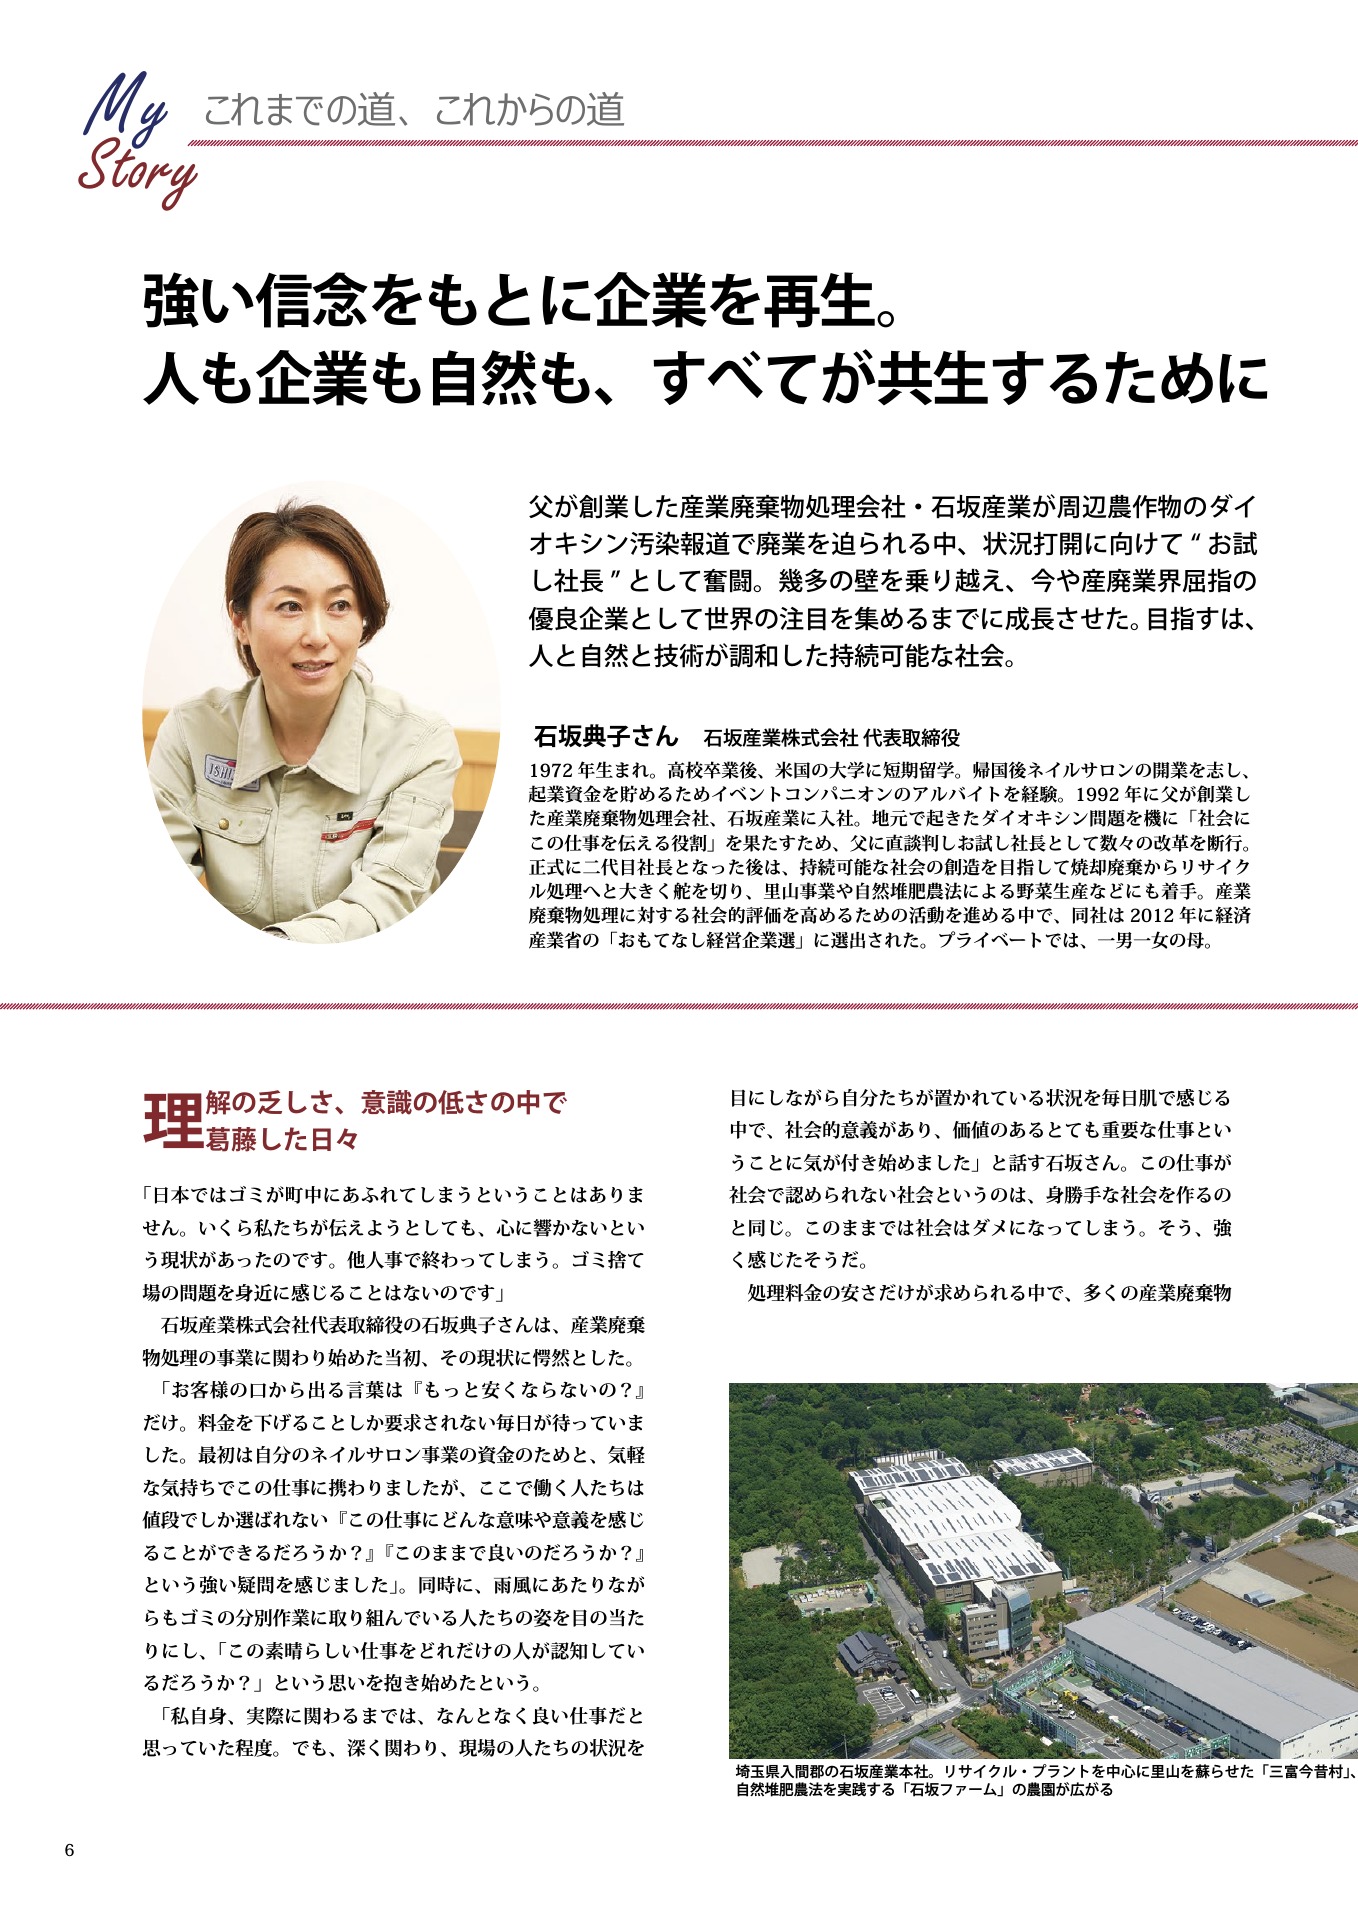 My
Story
これまでの道、これからの道
強い信念をもとに企業を再生。
人も企業も自然も、すべてが共生するために
父が創業した産業廃棄物処理会社・石坂産業が周辺農作物のダイ
オキシン汚染報道で廃業を迫られる中、状況打開に向けて “ お試
し社長 ” として奮闘。幾多の壁を乗り越え、今や産廃業界屈指の
優良企業として世界の注目を集めるまでに成長させた。目指すは、
人と自然と技術が調和した持続可能な社会。
石坂典子さん　石坂産業株式会社 代表取締役
1972 年生まれ。高校卒業後、米国の大学に短期留学。帰国後ネイルサロンの開業を志し、
起業資金を貯めるためイベントコンパニオンのアルバイトを経験。1992 年に父が創業し
た産業廃棄物処理会社、石坂産業に入社。地元で起きたダイオキシン問題を機に「社会に
この仕事を伝える役割」を果たすため、父に直談判しお試し社長として数々の改革を断行。
正式に二代目社長となった後は、持続可能な社会の創造を目指して焼却廃棄からリサイク
ル処理へと大きく舵を切り、里山事業や自然堆肥農法による野菜生産などにも着手。産業
廃棄物処理に対する社会的評価を高めるための活動を進める中で、同社は 2012 年に経済
産業省の「おもてなし経営企業選」に選出された。プライベートでは、一男一女の母。
理解の乏しさ、意識の低さの中で
葛藤した日々
「日本ではゴミが町中にあふれてしまうということはありま
せん。いくら私たちが伝えようとしても、心に響かないとい
う現状があったのです。他人事で終わってしまう。ゴミ捨て
場の問題を身近に感じることはないのです」
　石坂産業株式会社代表取締役の石坂典子さんは、産業廃棄
物処理の事業に関わり始めた当初、その現状に愕然とした。
「お客様の口から出る言葉は『もっと安くならないの？』
だけ。料金を下げることしか要求されない毎日が待っていま
した。最初は自分のネイルサロン事業の資金のためと、気軽
な気持ちでこの仕事に携わりましたが、ここで働く人たちは
値段でしか選ばれない『この仕事にどんな意味や意義を感じ
ることができるだろうか？』『このままで良いのだろうか？』
という強い疑問を感じました」。同時に、雨風にあたりなが
らもゴミの分別作業に取り組んでいる人たちの姿を目の当た
りにし、「この素晴らしい仕事をどれだけの人が認知してい
るだろうか？」という思いを抱き始めたという。
「私自身、実際に関わるまでは、なんとなく良い仕事だと
思っていた程度。でも、深く関わり、現場の人たちの状況を
目にしながら自分たちが置かれている状況を毎日肌で感じる
中で、社会的意義があり、価値のあるとても重要な仕事とい
うことに気が付き始めました」と話す石坂さん。この仕事が
社会で認められない社会というのは、身勝手な社会を作るの
と同じ。このままでは社会はダメになってしまう。そう、強
く感じたそうだ。
　処理料金の安さだけが求められる中で、多くの産業廃棄物
埼玉県入間郡の石坂産業本社。リサイクル・プラントを中心に里山を蘇らせた「三富今昔村」、
自然堆肥農法を実践する「石坂ファーム」の農園が広がる
6